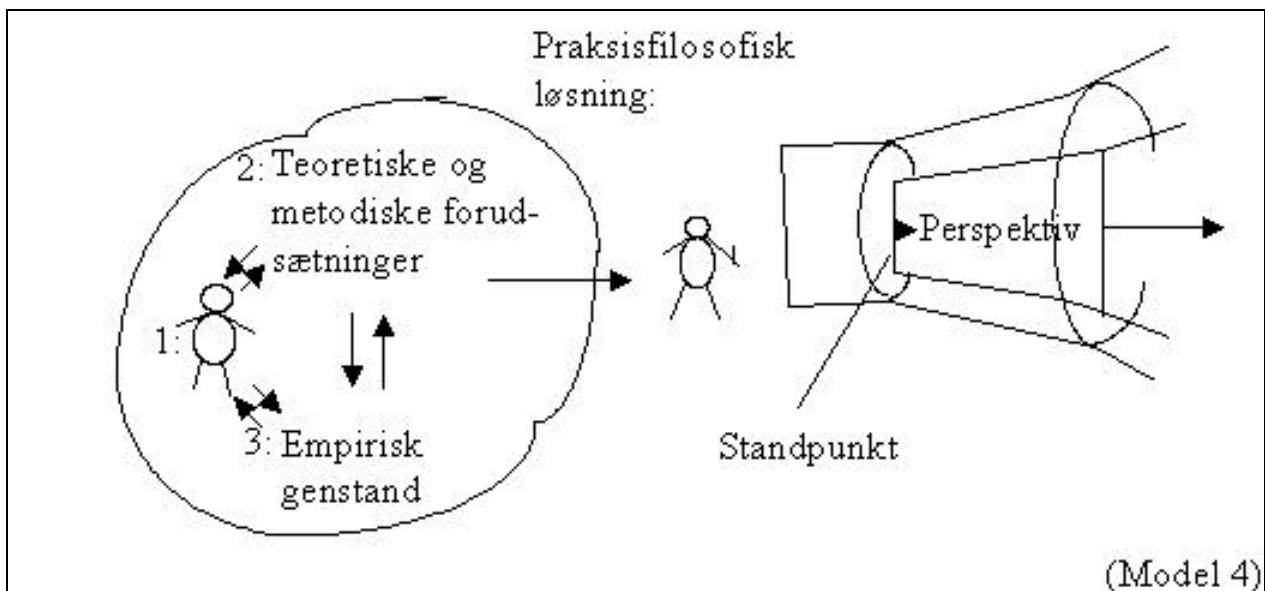 Praksisfilosofisk
løsning:
2: Teoretiske og
metodiske forud-
sætninger
1:
3: Empirisk
genstand
Perspektiv
Standpunkt
(Model 4)